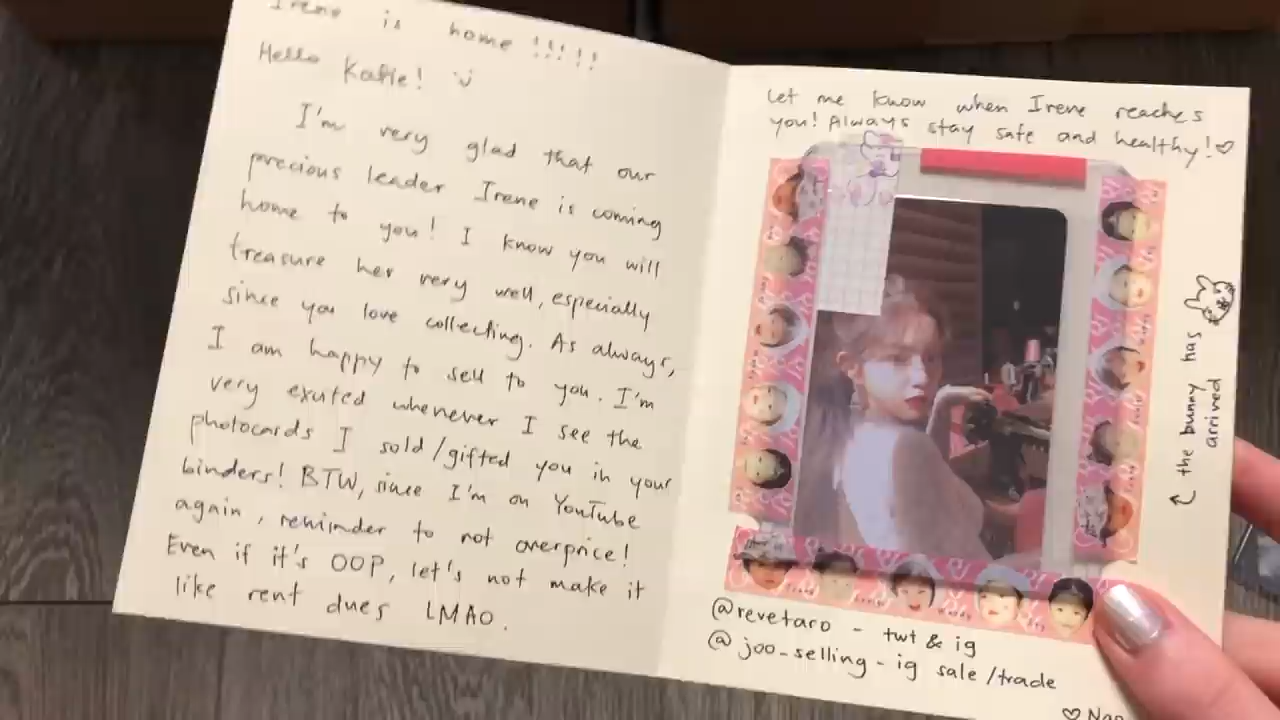 Irene is home !!!!!
Hello Katie! :)
I'm very glad that our
precious leader Irene is coming
home to you! I know you will
treasure her very well, especially
since you love collecting. As always,
I am happy to sell to you. I'm
very excited whenever I see the
photocards I sold/gifted you in your
binders! BTW, since I'm on YouTube
again, reminder to not overprice!
Even if it's OOP, let's not make it
like rent dues LMAO.
Let me know when Irene reaches
you! Always stay safe and healthy! ♡
the bunny has
arrived
@revetaro - twt & ig
@joo_selling - ig sale/trade
♡